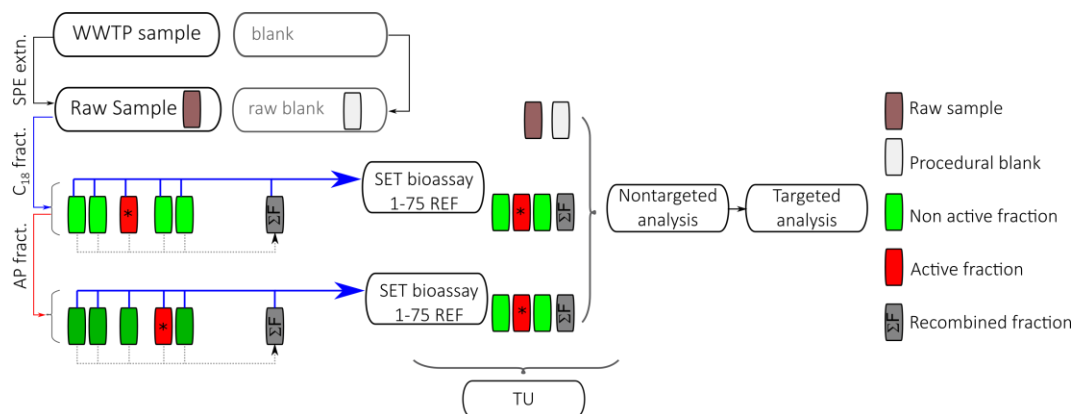 WWTP sample
blank
SPE extn.
Raw Sample
raw blank
C18 fract.
SET bioassay
1-75 REF
*
ΣF
* ΣF
AP fract.
SET bioassay
1-75 REF
*
ΣF
* ΣF
TU
Nontargeted
analysis
Targeted
analysis
Raw sample
Procedural blank
Non active fraction
* Active fraction
ΣF Recombined fraction